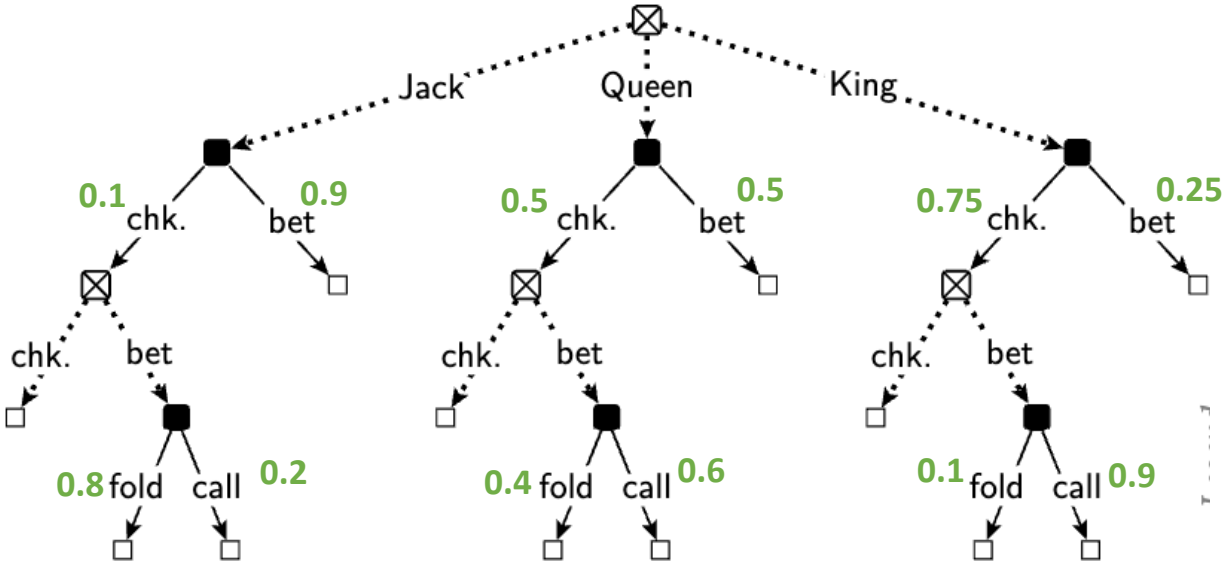 Jack Queen King
0.1 0.9 0.5 0.5 0.75 0.25
chk. bet chk. bet chk. bet
chk. bet chk. bet chk. bet
0.8 fold call 0.2 0.4 fold call 0.6 0.1 fold call 0.9